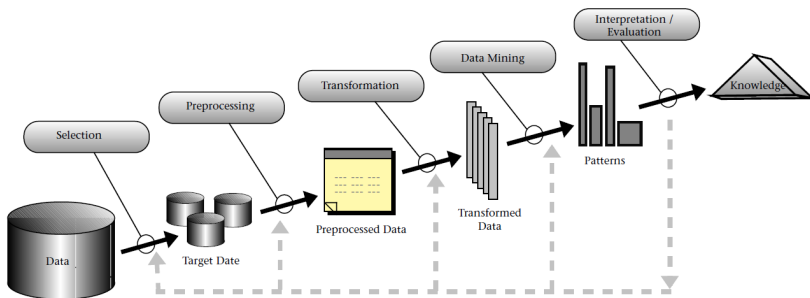 Interpretation /
Evaluation
Data Mining
Transformation
Preprocessing
Selection
Knowledge
Patterns
Transformed
Data
Preprocessed Data
Target Date
Data